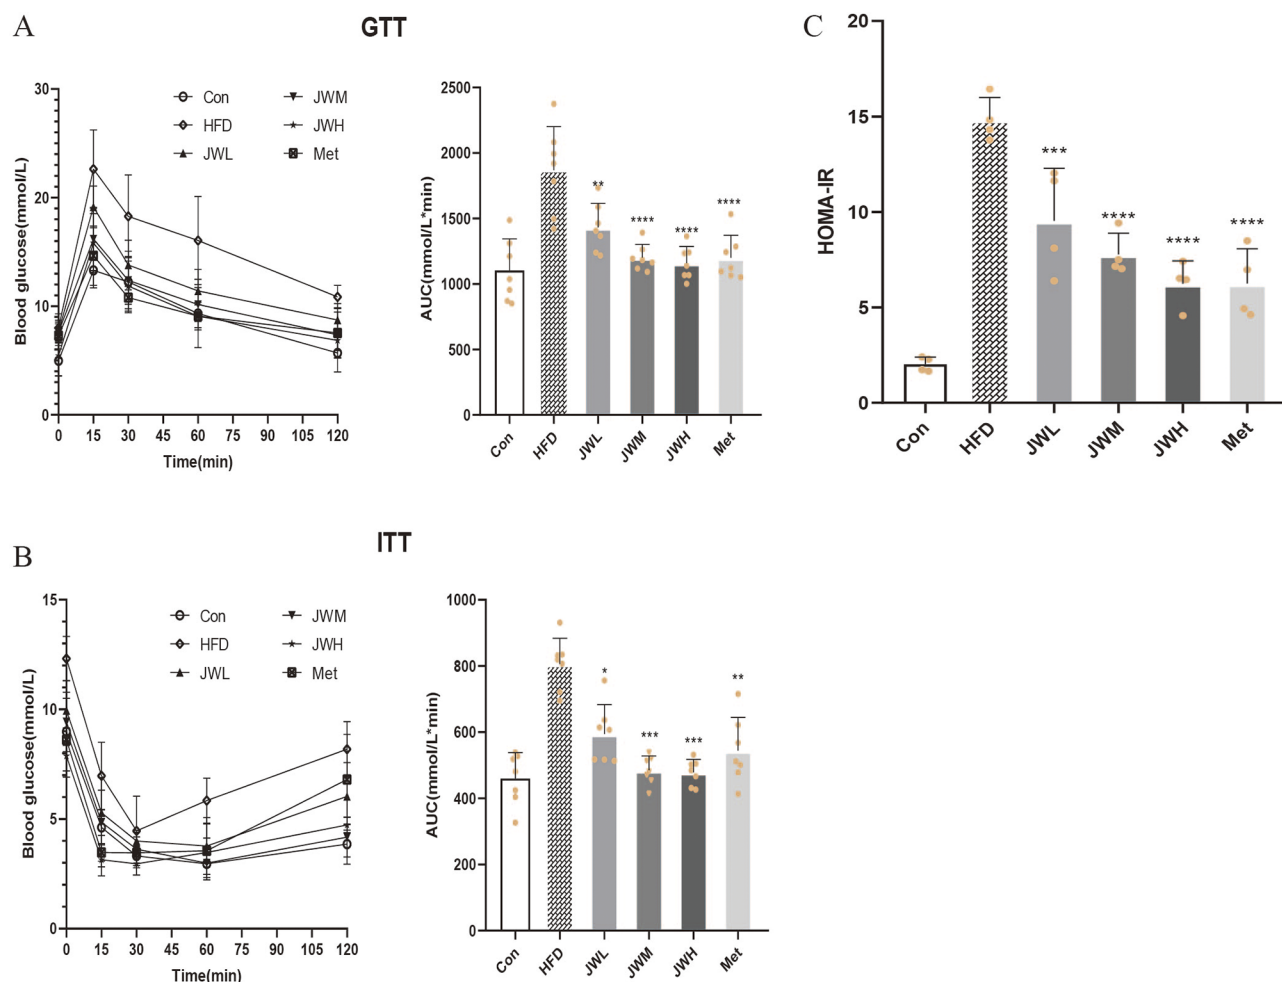 A
GTT
30
20
10
0
Blood glucose(mmol/L)
Con
HFD
JWL
JWM
JWH
Met
0 15 30 45 60 75 90 105 120
Time(min)
2500
2000
1500
1000
500
0
AUC(mmol/L*min)
**
****
****
****
Con HFD JWL JWM JWH Met
C
20
15
10
5
0
HOMA-IR
***
****
****
****
Con HFD JWL JWM JWH Met
B
ITT
15
10
5
0
Blood glucose(mmol/L)
Con
HFD
JWL
JWM
JWH
Met
0 15 30 45 60 75 90 105 120
Time(min)
1000
800
600
400
200
0
AUC(mmol/L*min)
*
***
***
**
Con HFD JWL JWM JWH Met